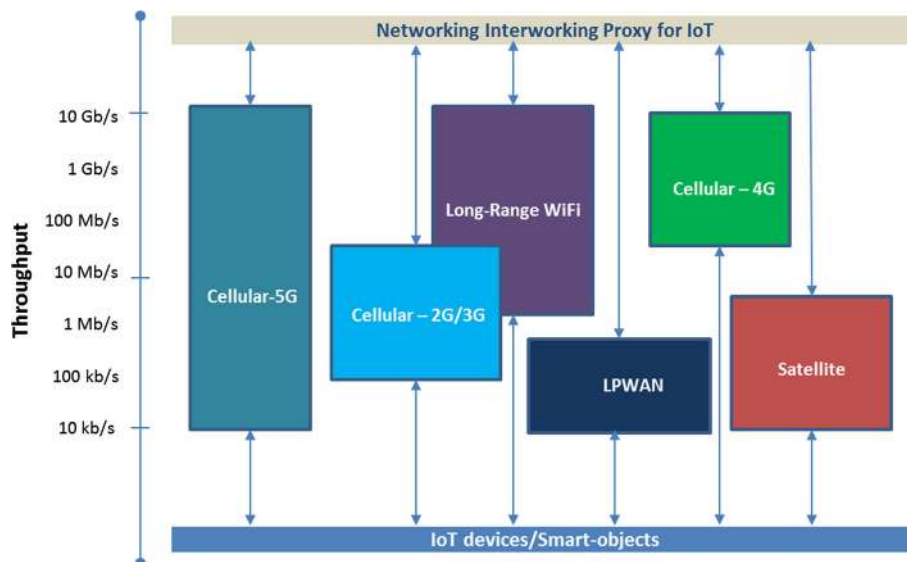 Networking Interworking Proxy for IoT
Throughput
10 Gb/s
1 Gb/s
100 Mb/s
10 Mb/s
1 Mb/s
100 kb/s
10 kb/s
Cellular-5G
Cellular – 2G/3G
Long-Range WiFi
LPWAN
Cellular – 4G
Satellite
IoT devices/Smart-objects